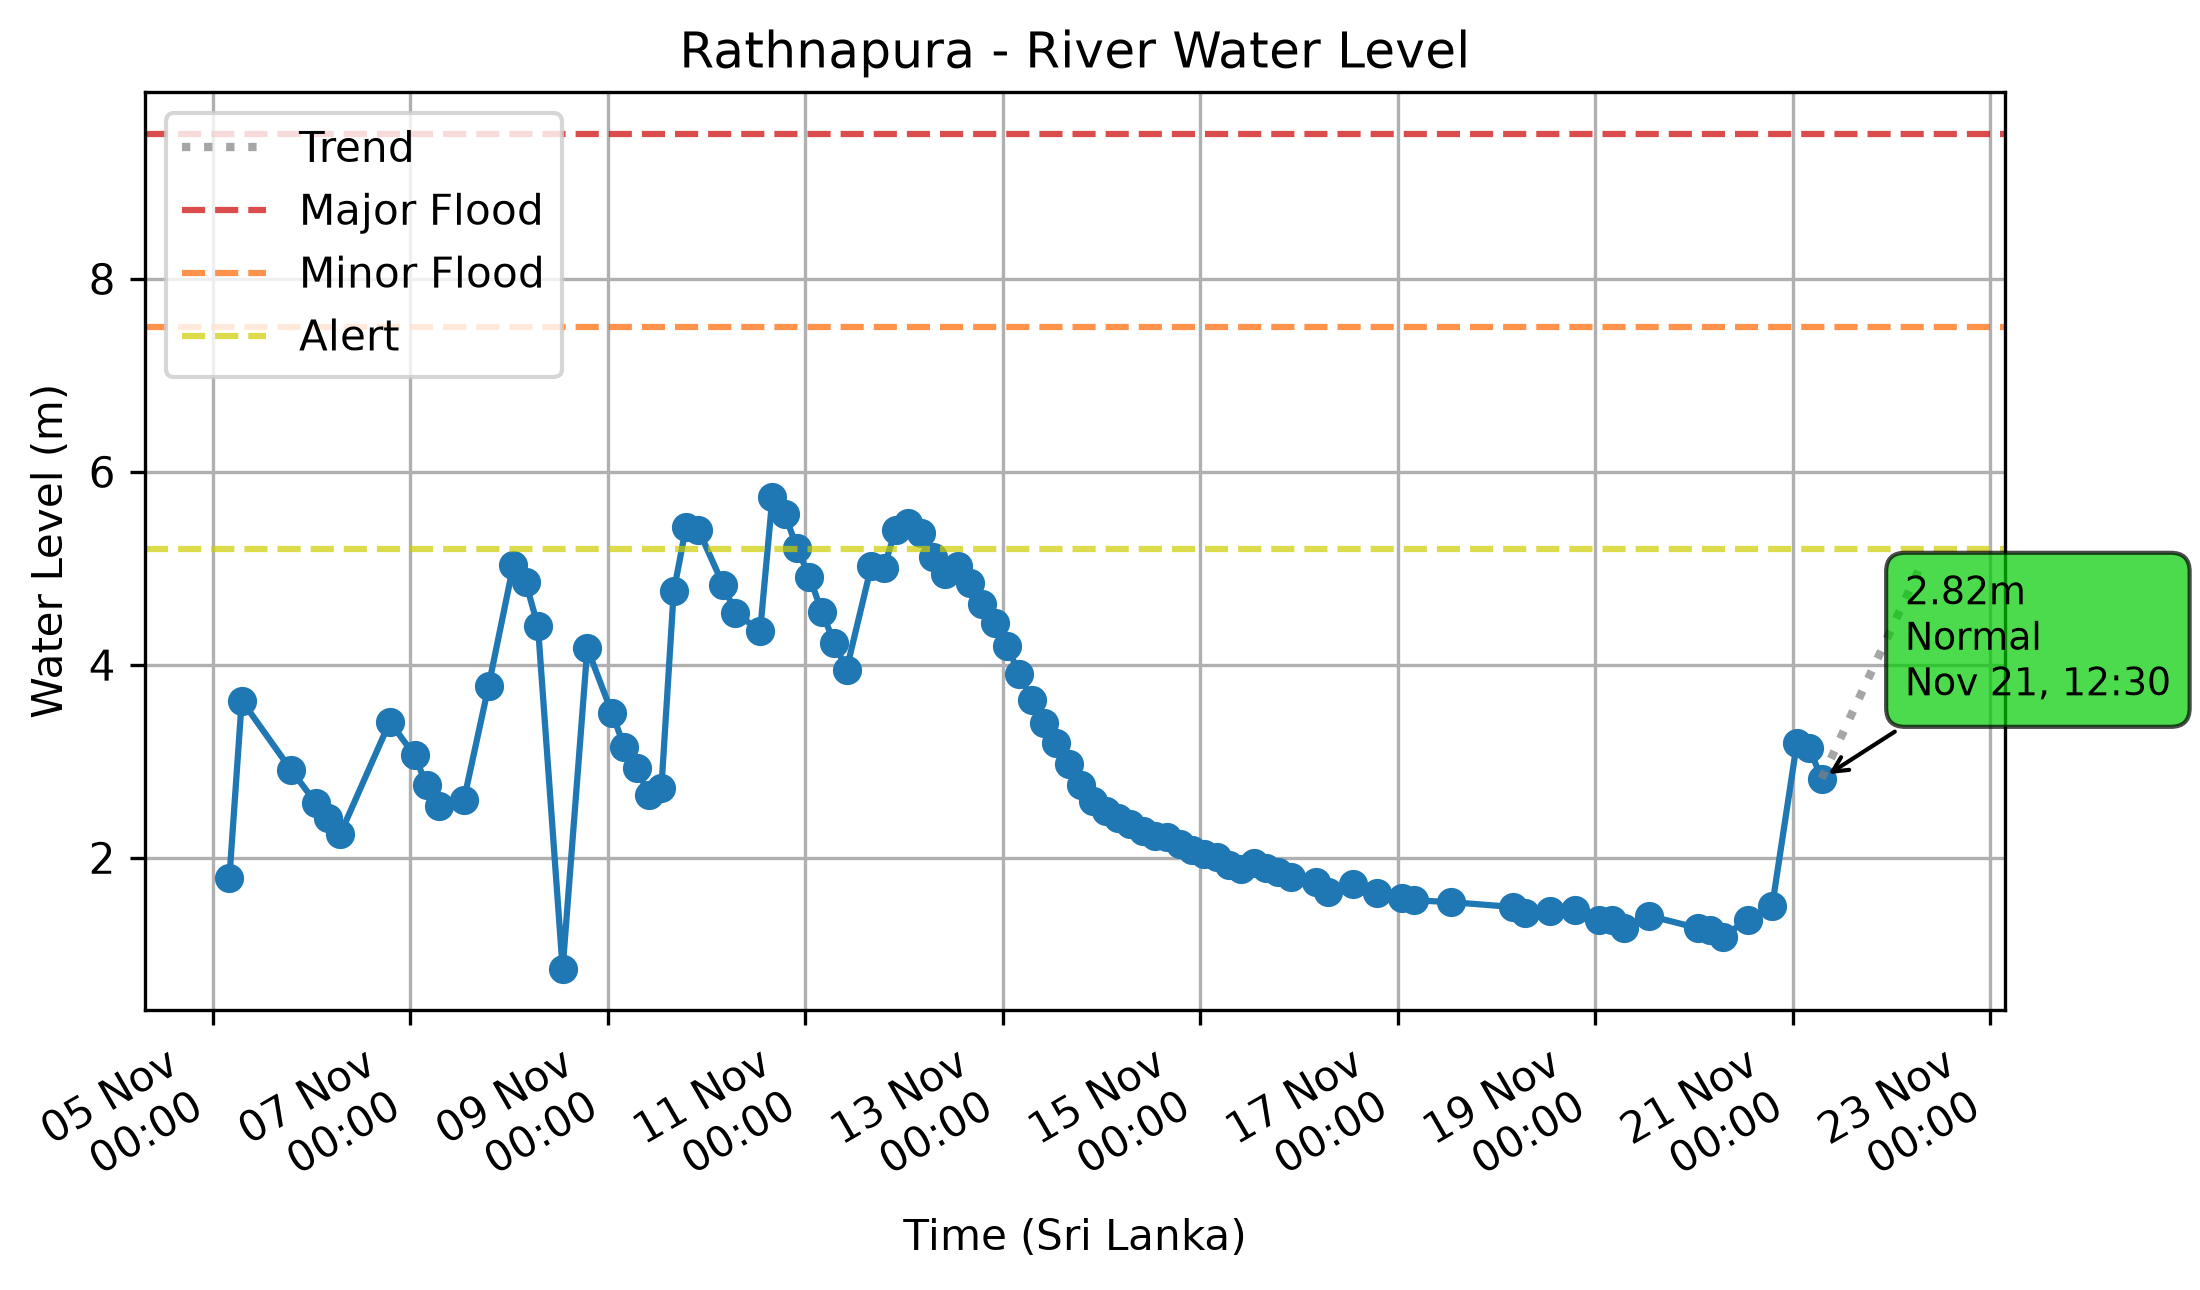 Rathnapura - River Water Level
Trend
Major Flood
Minor Flood
Alert
Water Level (m)
8
6
4
2
2.82m
Normal
Nov 21, 12:30
05 Nov
00:00
07 Nov
00:00
09 Nov
00:00
11 Nov
00:00
13 Nov
00:00
15 Nov
00:00
17 Nov
00:00
19 Nov
00:00
21 Nov
00:00
23 Nov
00:00
Time (Sri Lanka)